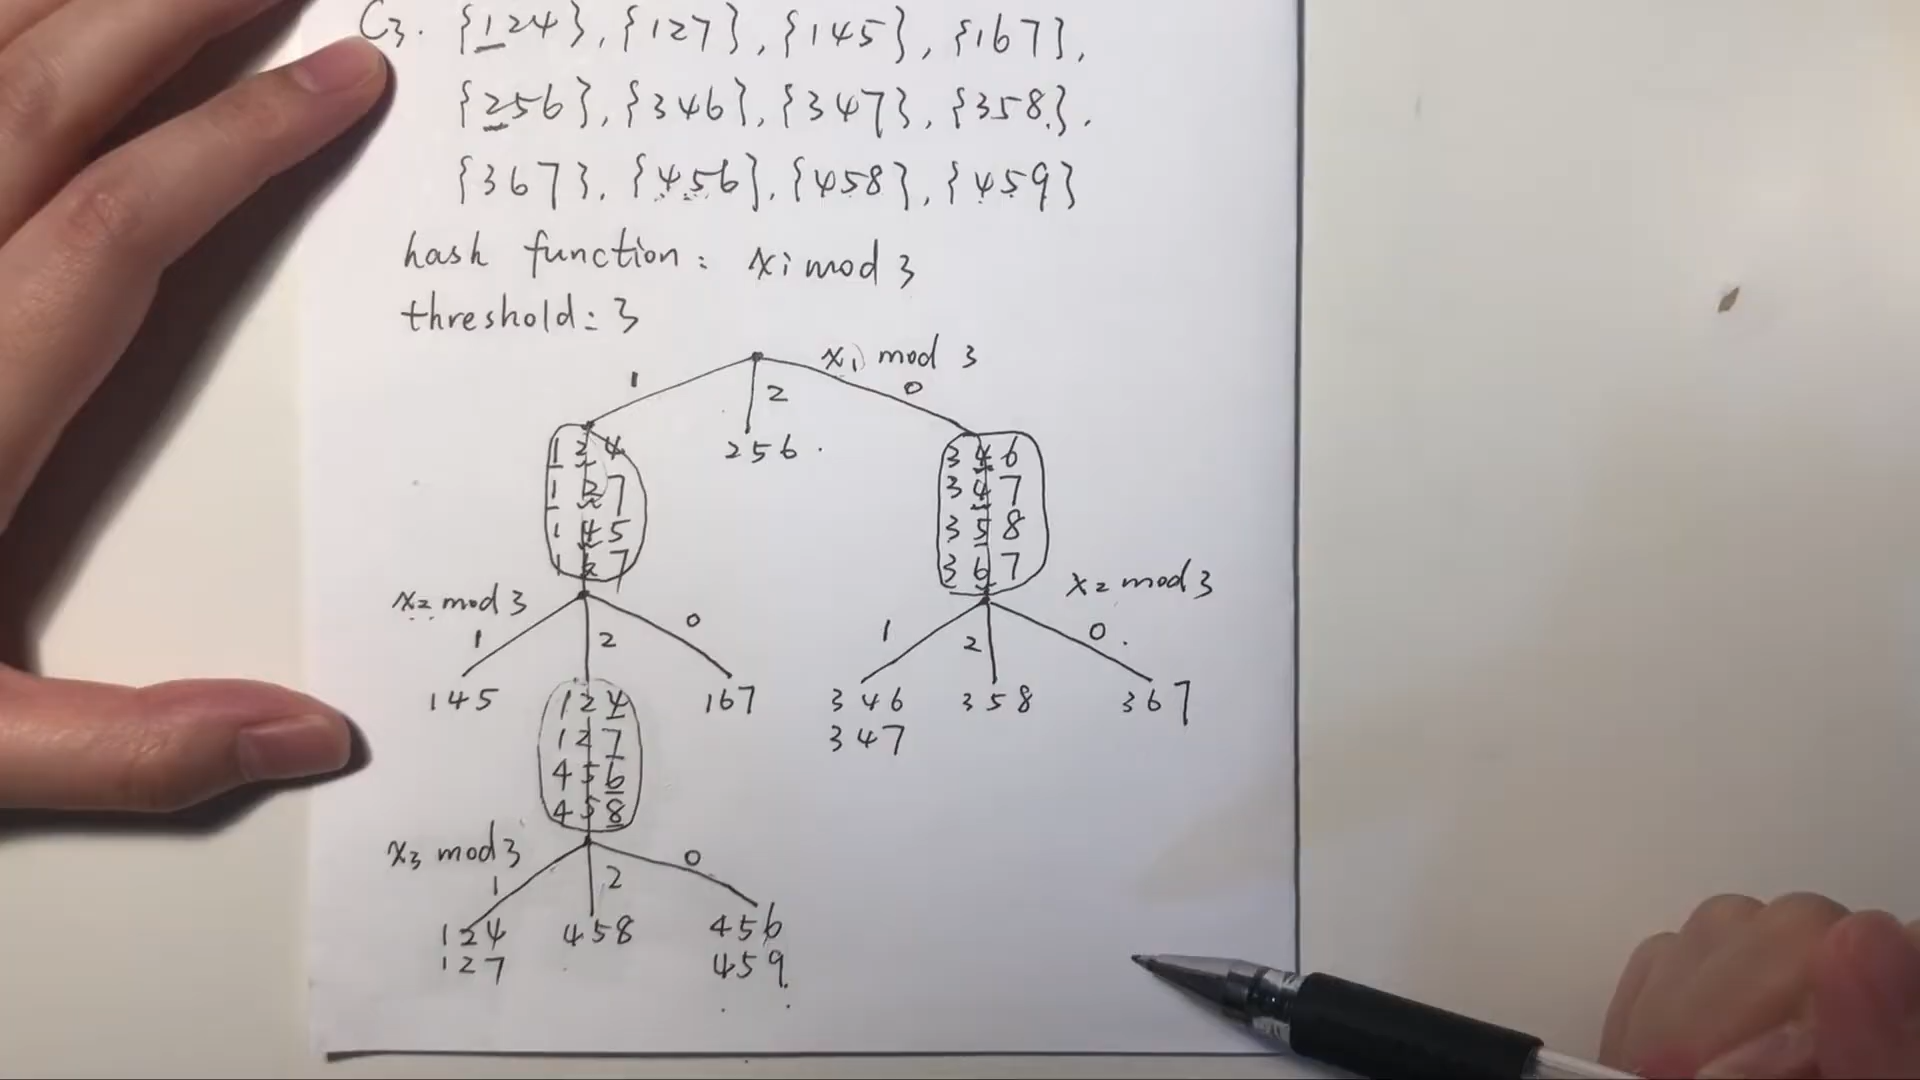 C3. {124}, {127}, {145}, {167},
{256}, {346}, {347}, {358}.
{367}. {456}. {458}, {459}
hash function: xi mod 3
threshold: 3
x1 mod 3
1 2 0
124
127
145
167
256
346
347
358
367
x2 mod 3
1 2 0
x2 mod 3
1 2 0
145
124
127
456
458
167
346
347
358
367
x3 mod 3
1 2 0
124
127
458
456
459